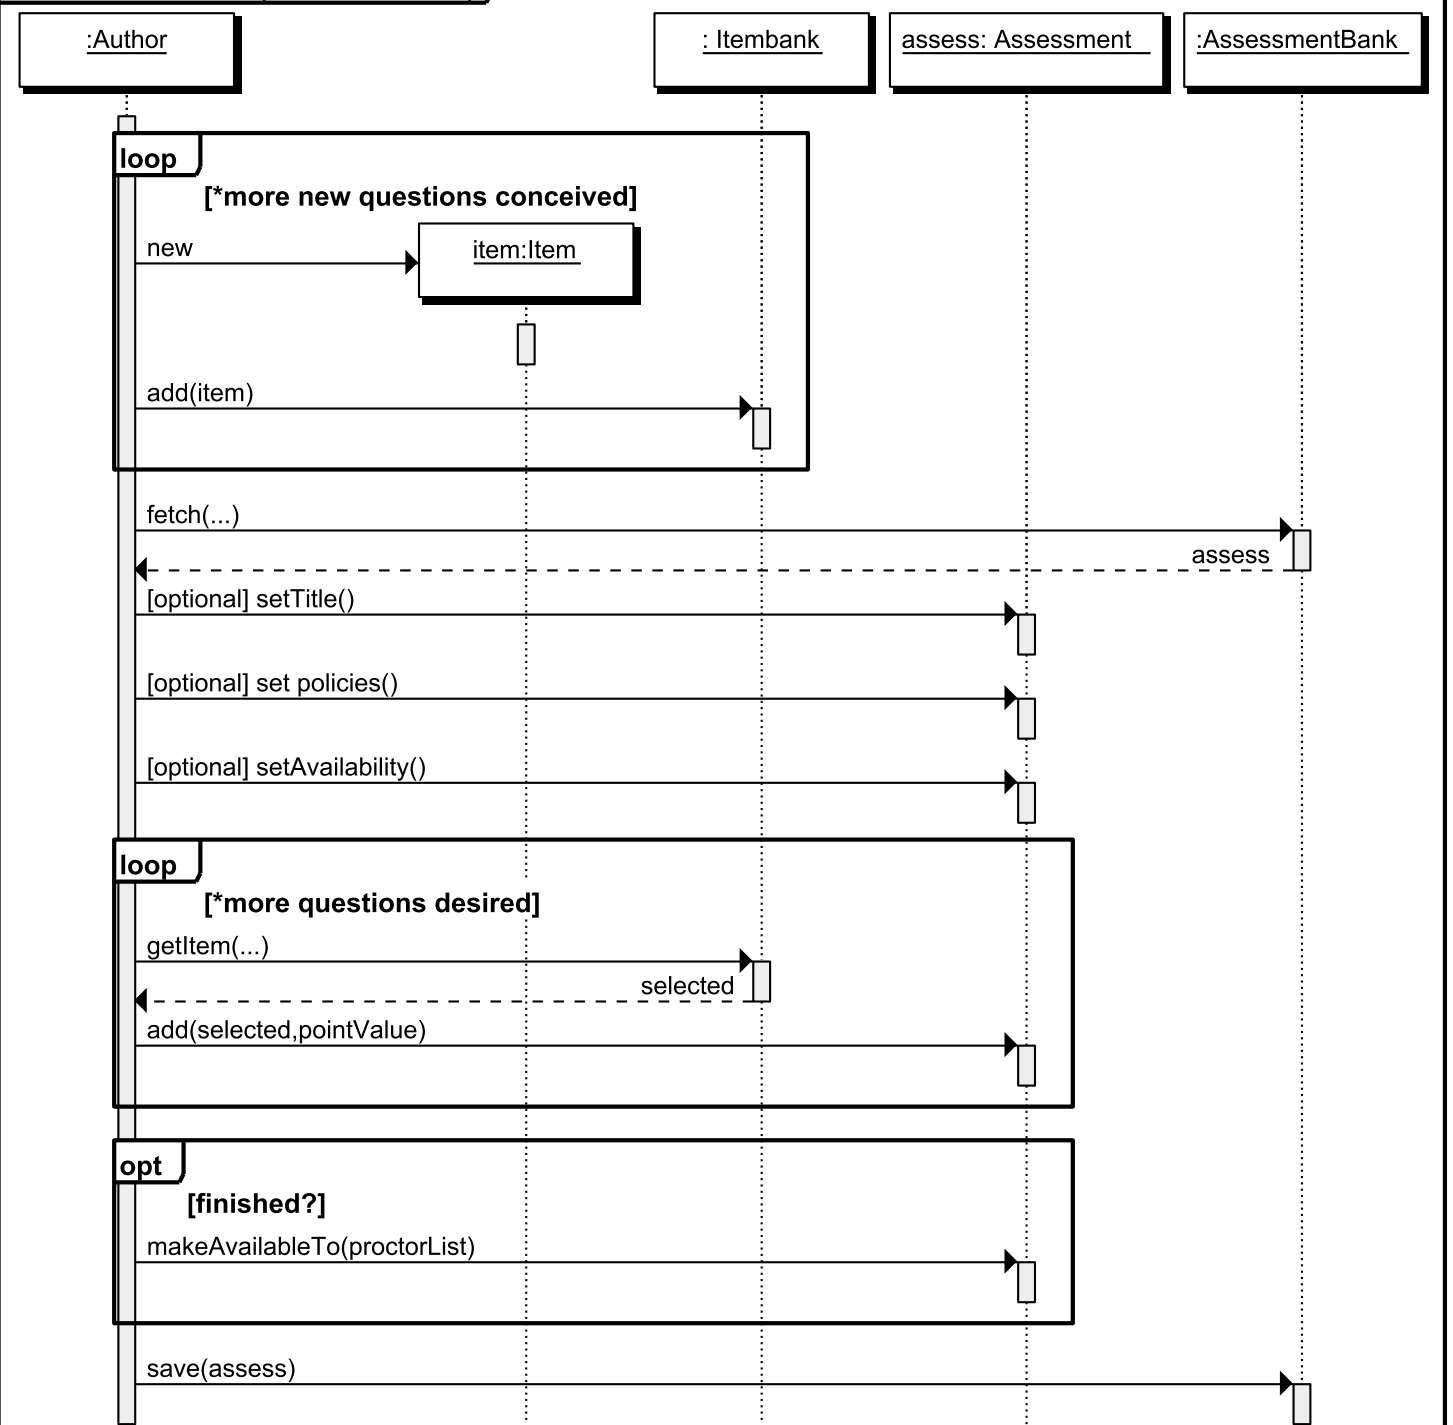 :Author
: Itembank
assess: Assessment
:AssessmentBank
loop
[*more new questions conceived]
new
item:Item
add(item)
fetch(...)
assess
[optional] setTitle()
[optional] set policies()
[optional] setAvailability()
loop
[*more questions desired]
getItem(...)
selected
add(selected,pointValue)
opt
[finished?]
makeAvailableTo(proctorList)
save(assess)